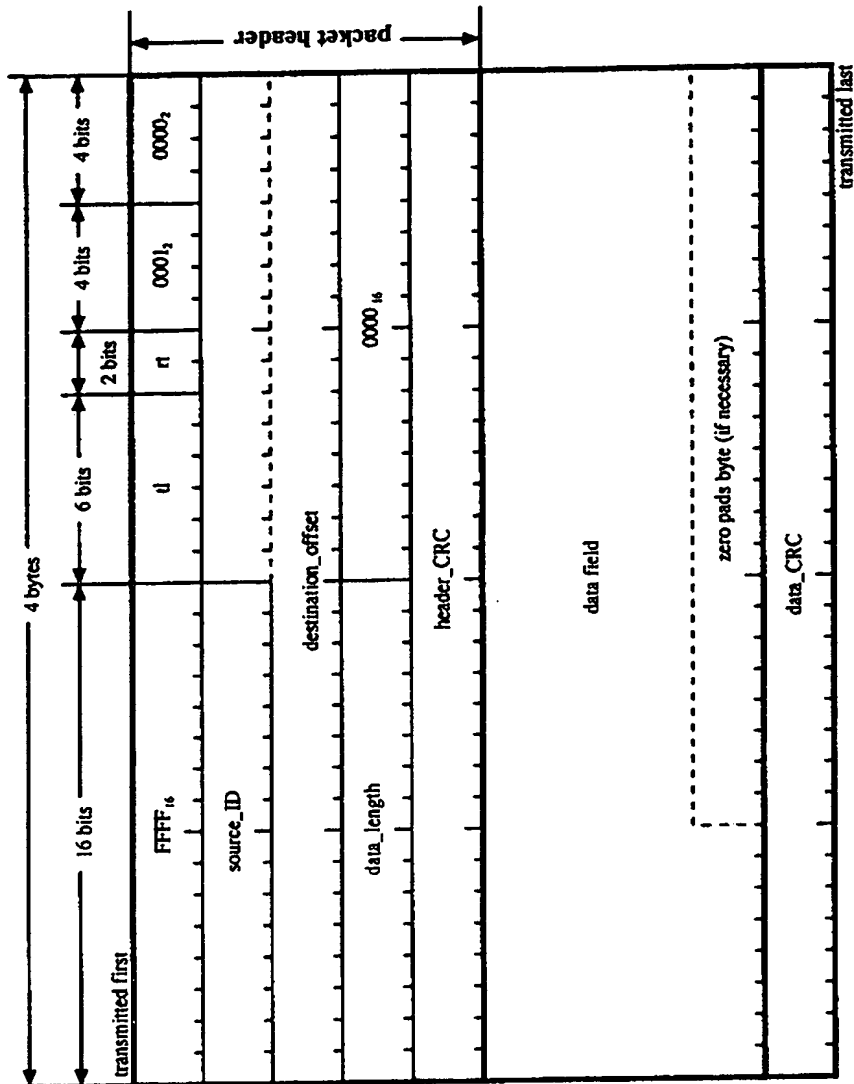 4 bytes
16 bits
6 bits
2 bits
4 bits
4 bits
transmitted first
FFFF₁₆
tl
rt
0001₂
0000₂
source_ID
destination_offset
data_length
0000₁₆
header_CRC
packet header
data field
zero pads byte (if necessary)
data_CRC
transmitted last